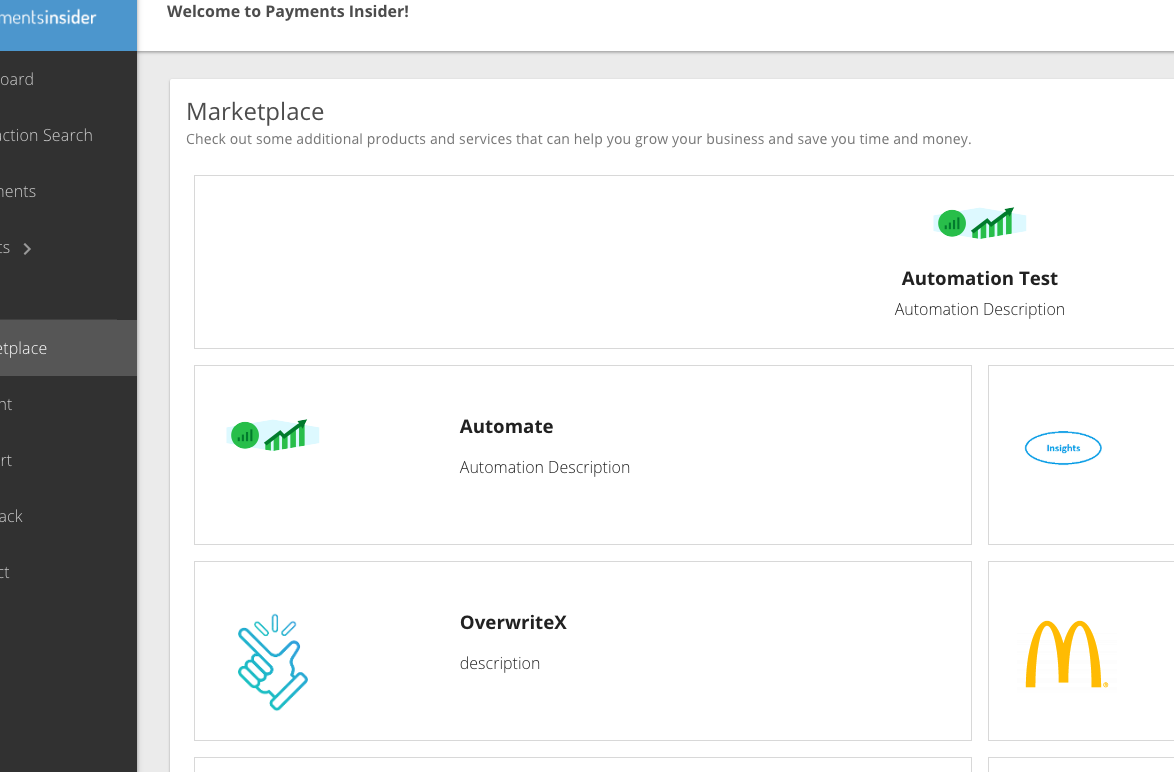 mentsinsider
Welcome to Payments Insider!
oard
action Search
ments
ts
etplace
nt
rt
ack
ct
Marketplace
Check out some additional products and services that can help you grow your business and save you time and money.
Automation Test
Automation Description
Automate
Automation Description
Insights
OverwriteX
description